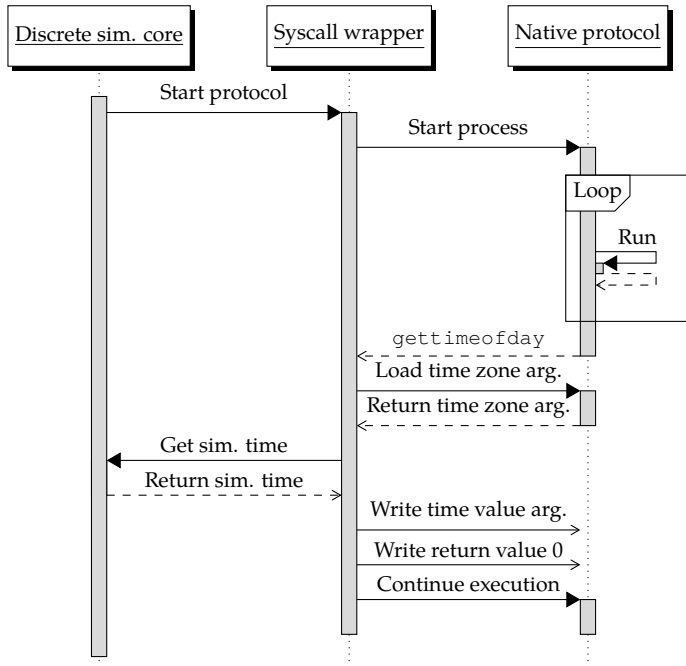 Discrete sim. core
Syscall wrapper
Native protocol
Start protocol
Start process
Loop
Run
gettimeofday
Load time zone arg.
Return time zone arg.
Get sim. time
Return sim. time
Write time value arg.
Write return value 0
Continue execution